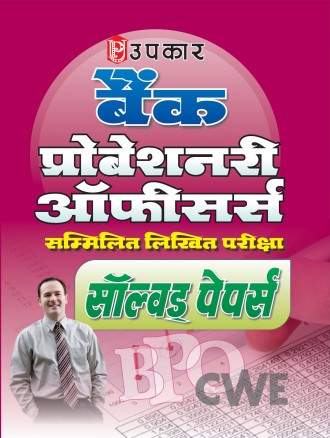 उपकार
बैंक
प्रोबेशनरी
ऑफीसर्स
सम्मिलित लिखित परीक्षा
सॉल्वड पेपर्स
BPO
CWE